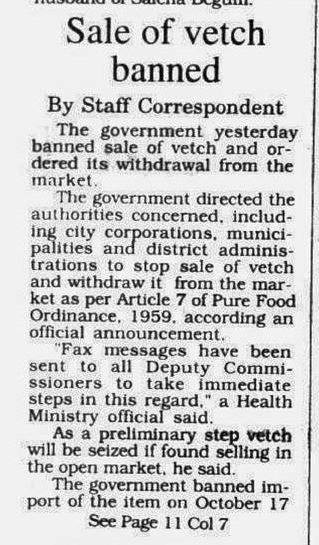 husband of Saleha Begum.
Sale of vetch
banned
By Staff Correspondent
The government yesterday
banned sale of vetch and or-
dered its withdrawal from the
market.
The government directed the
authorities concerned, includ-
ing city corporations, munici-
palities and district adminis-
trations to stop sale of vetch
and withdraw it from the mar-
ket as per Article 7 of Pure Food
Ordinance, 1959, according an
official announcement.
"Fax messages have been
sent to all Deputy Commi-
ssioners to take immediate
steps in this regard," a Health
Ministry official said.
As a preliminary step vetch
will be seized if found selling in
the open market, he said.
The government banned im-
port of the item on October 17
See Page 11 Col 7